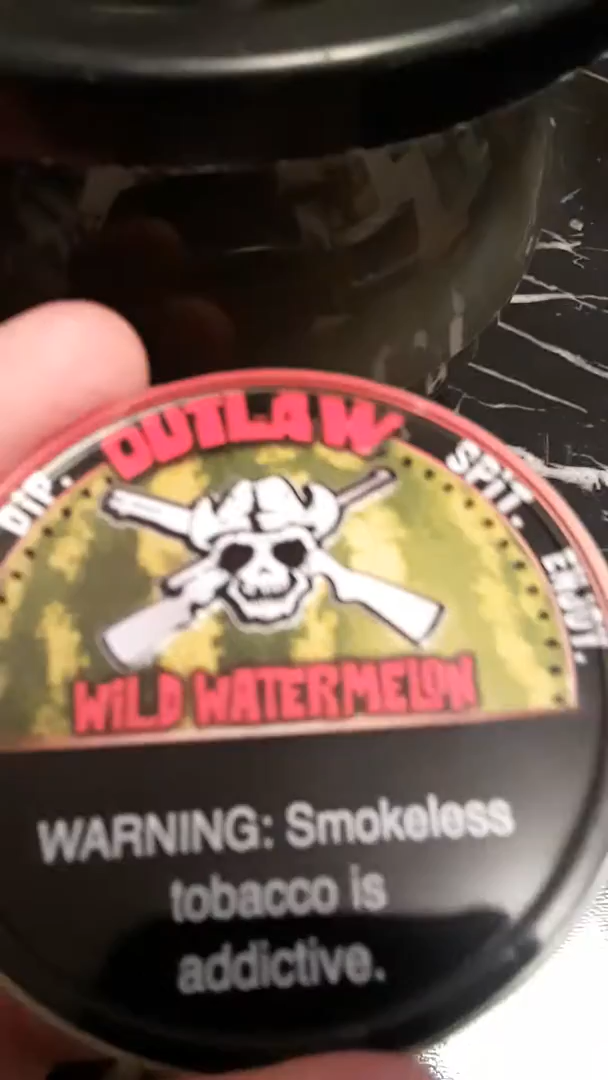 OUTLAW
DIP. SPIT. ENJOY.
WILD WATERMELON
WARNING: Smokeless
tobacco is
addictive.